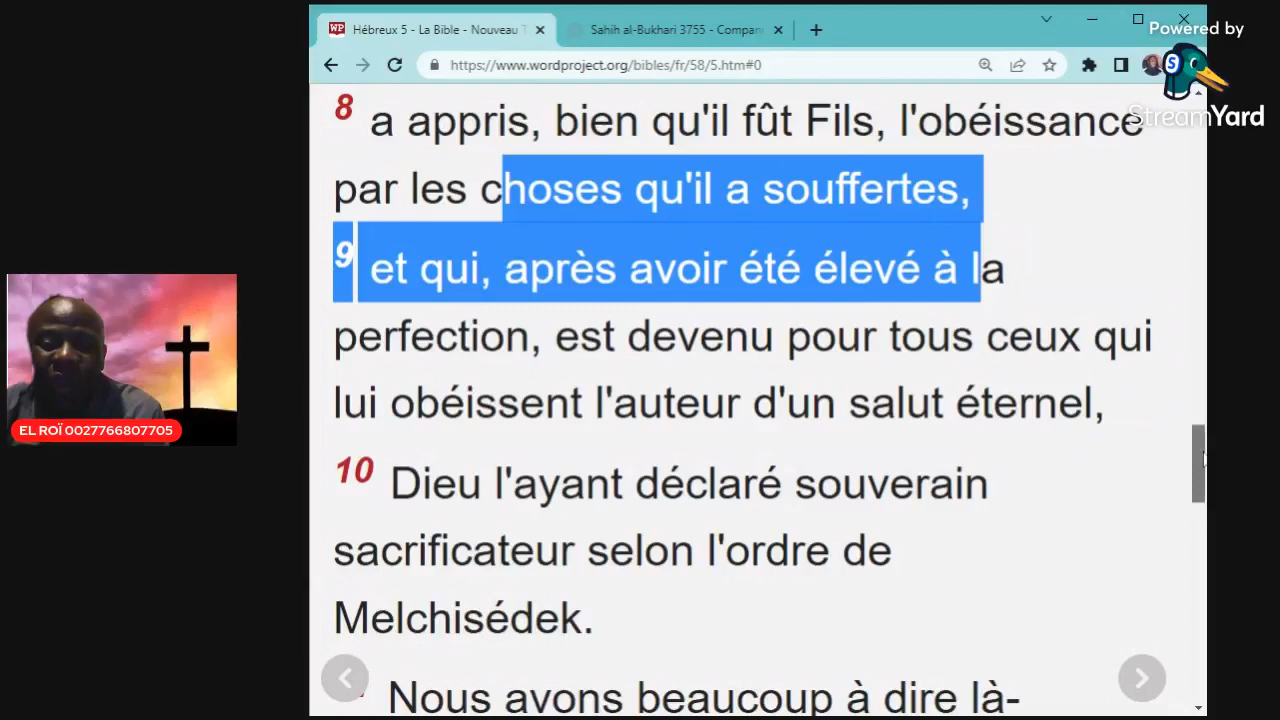 WP Hébreux 5 - La Bible - Nouveau T
Sahih al-Bukhari 3755 - Compan
Powered by
StreamYard
https://www.wordproject.org/bibles/fr/58/5.htm#0
8 a appris, bien qu'il fût Fils, l'obéissance
par les choses qu'il a souffertes,
9 et qui, après avoir été élevé à la
perfection, est devenu pour tous ceux qui
lui obéissent l'auteur d'un salut éternel,
10 Dieu l'ayant déclaré souverain
sacrificateur selon l'ordre de
Melchisédek.
Nous avons beaucoup à dire là-
EL ROÏ 0027766807705